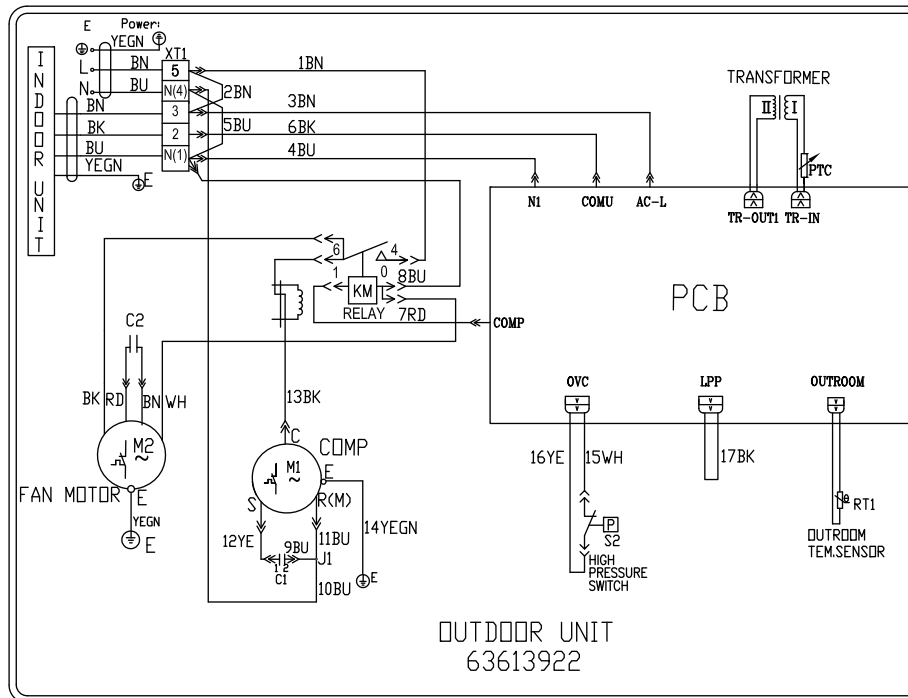 E
Power:
YEGN
XT1
L
BN
5
1BN
N
BU
N(4)
2BN
BN
3
3BN
BK
2
5BU
6BK
BU
N(1)
4BU
YEGN
E
INDOOR UNIT
TRANSFORMER
II
I
PTC
N1
COMU
AC-L
TR-OUT1
TR-IN
6
4
1
0
8BU
KM
RELAY
7RD
COMP
PCB
C2
BK
RD
BN
WH
13BK
OVC
LPP
OUTROOM
M2
~
FAN MOTOR
E
YEGN
E
C
COMP
M1
~
E
S
R(M)
14YEGN
12YE
11BU
9BU
J1
1 2
C1
10BU
E
16YE
15WH
17BK
P
S2
HIGH
PRESSURE
SWITCH
θ
RT1
OUTROOM
TEM.SENSOR
OUTDOOR UNIT
63613922